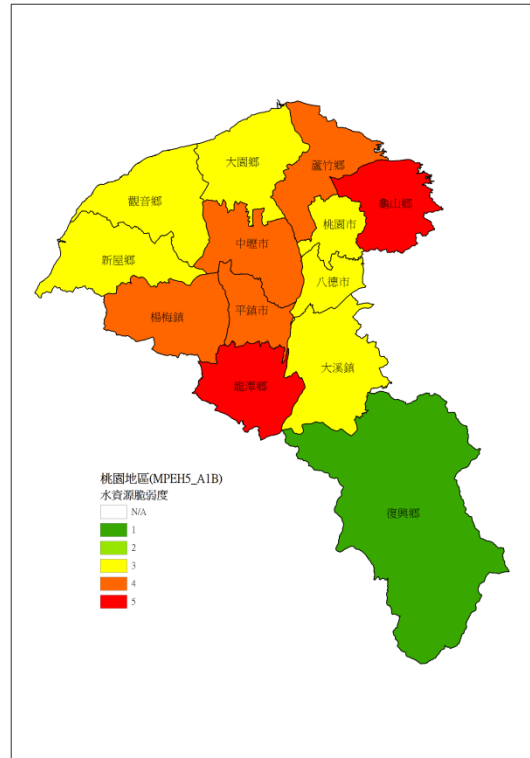 大園鄉
蘆竹鄉
龜山鄉
觀音鄉
桃園市
中壢市
新屋鄉
八德市
楊梅鎮
平鎮市
大溪鎮
龍潭鄉
復興鄉
桃園地區(MPEH5_A1B)
水資源脆弱度
N/A
1
2
3
4
5